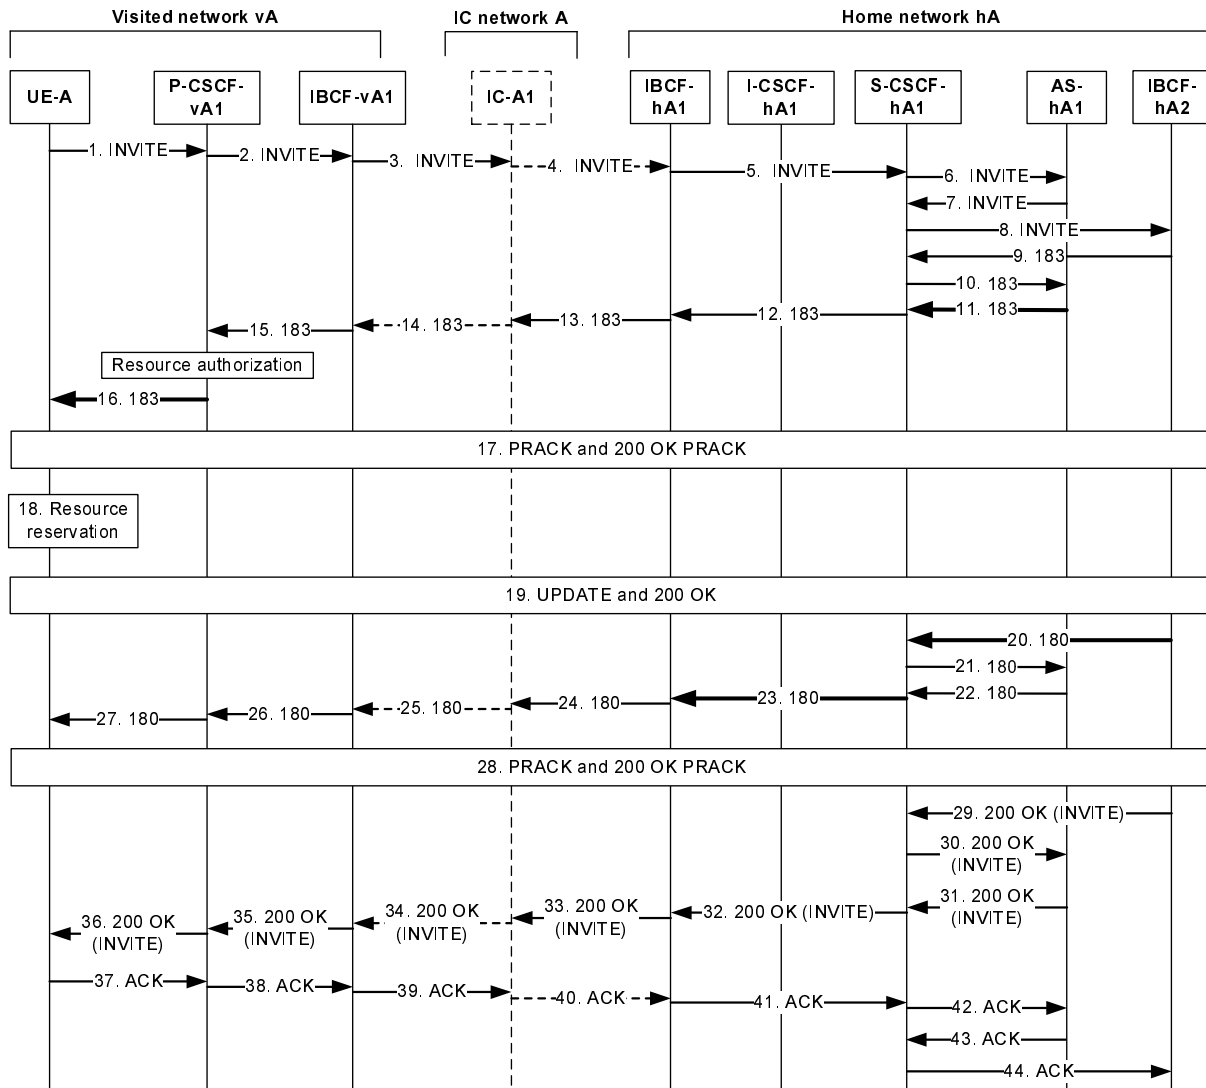 Visited network vA
IC network A
Home network hA
UE-A
P-CSCF-
vA1
IBCF-vA1
IC-A1
IBCF-
hA1
I-CSCF-
hA1
S-CSCF-
hA1
AS-
hA1
IBCF-
hA2
1. INVITE
2. INVITE
3. INVITE
4. INVITE
5. INVITE
6. INVITE
7. INVITE
8. INVITE
9. 183
10. 183
11. 183
12. 183
13. 183
14. 183
15. 183
Resource authorization
16. 183
17. PRACK and 200 OK PRACK
18. Resource
reservation
19. UPDATE and 200 OK
20. 180
21. 180
22. 180
23. 180
24. 180
25. 180
26. 180
27. 180
28. PRACK and 200 OK PRACK
29. 200 OK (INVITE)
30. 200 OK
(INVITE)
31. 200 OK
(INVITE)
32. 200 OK (INVITE)
33. 200 OK
(INVITE)
34. 200 OK
(INVITE)
35. 200 OK
(INVITE)
36. 200 OK
(INVITE)
37. ACK
38. ACK
39. ACK
40. ACK
41. ACK
42. ACK
43. ACK
44. ACK